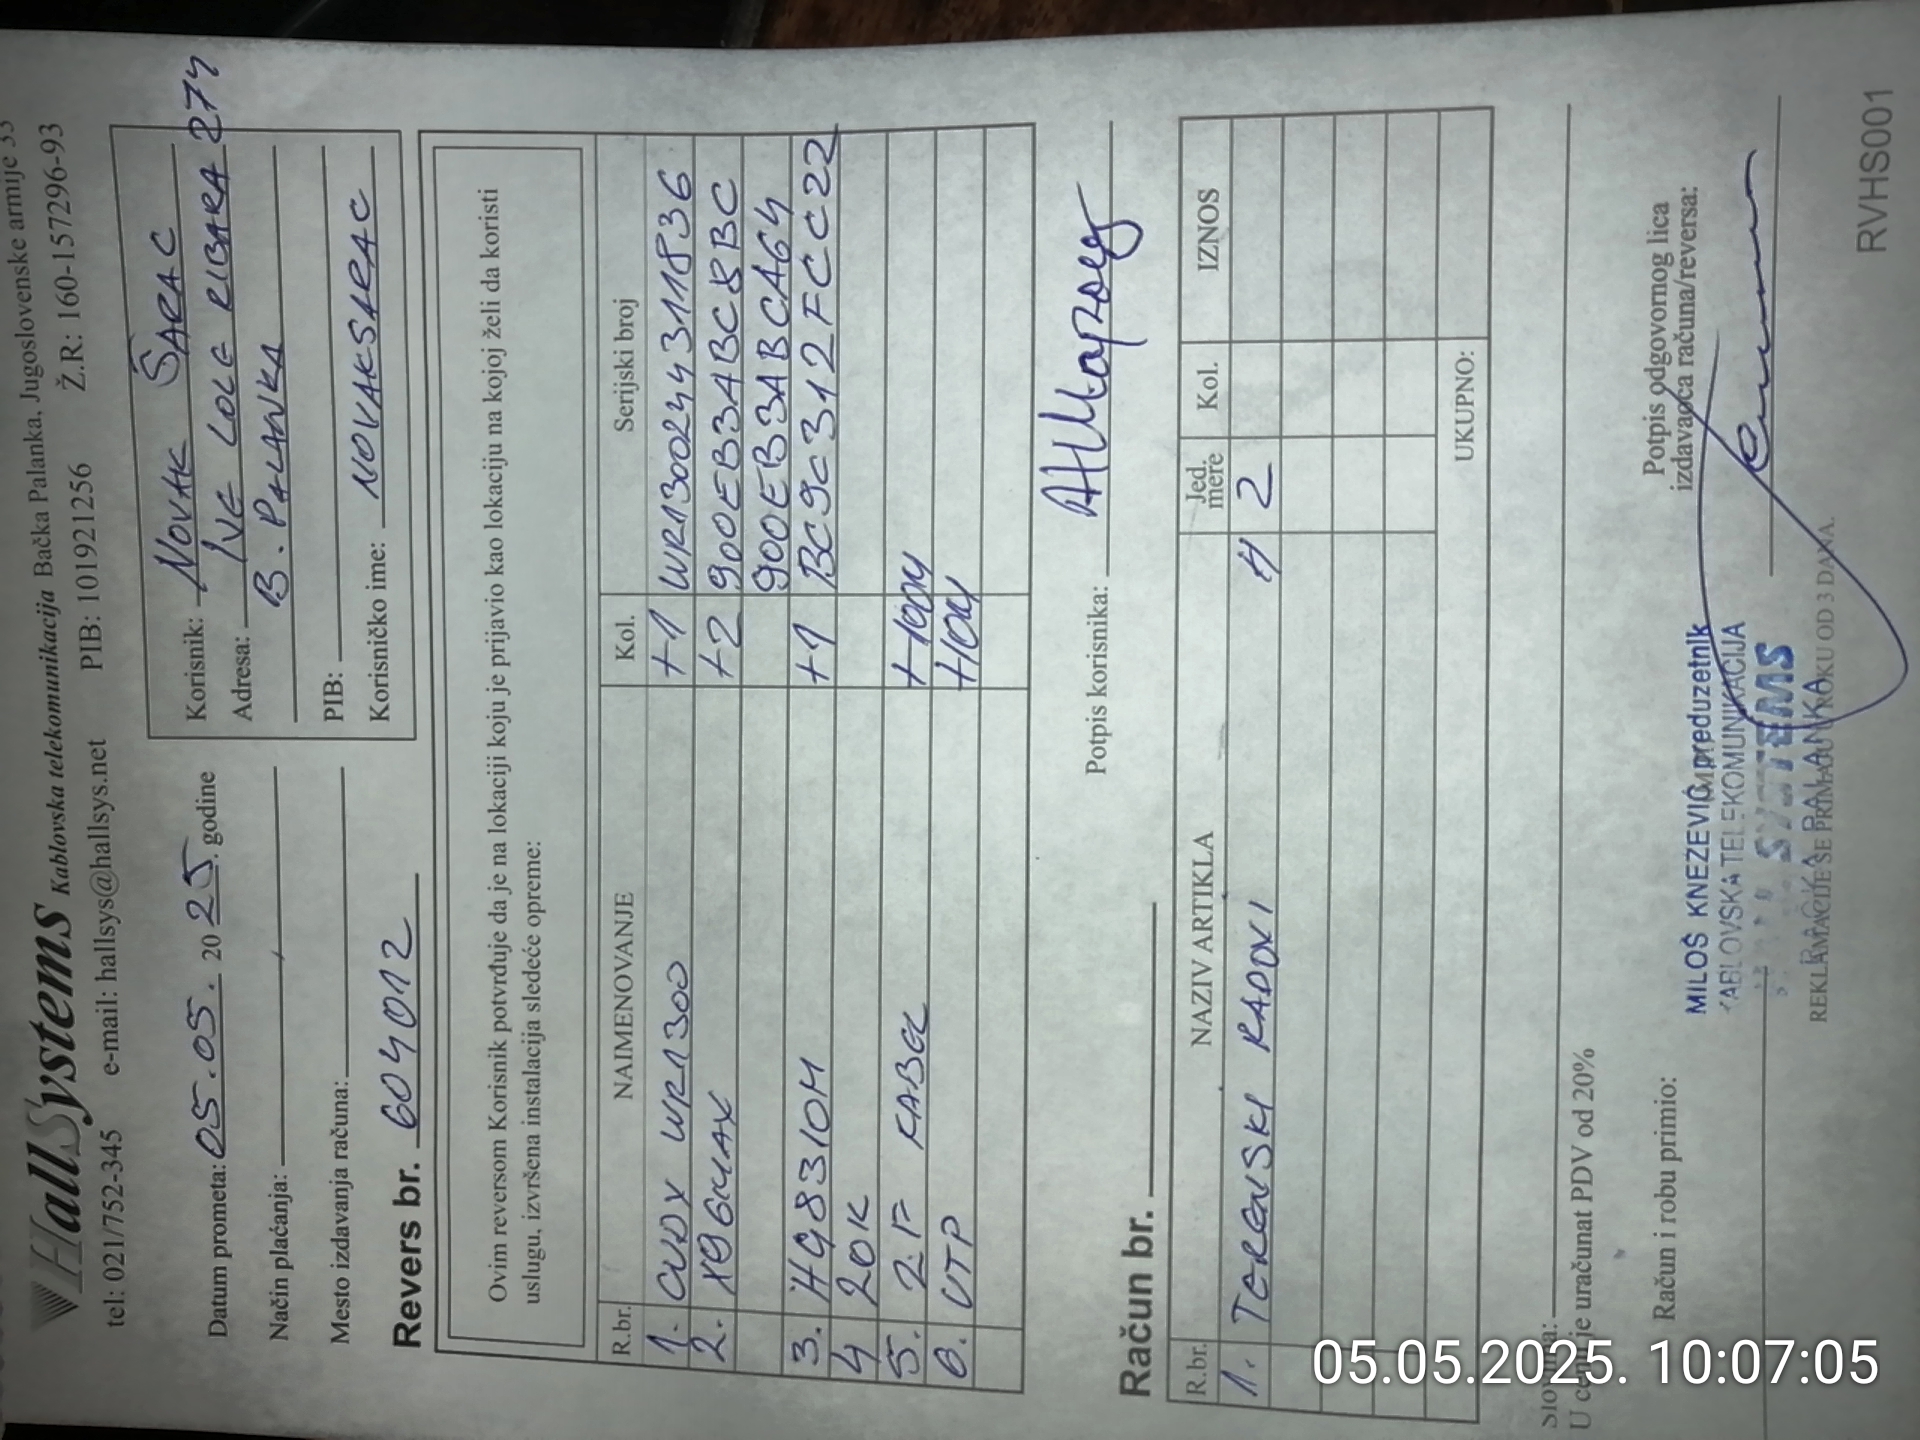 HallSystems Kablovska telekomunikacija Bačka Palanka, Jugoslovenske armije 33
tel: 021/752-345 e-mail: hallsys@hallsys.net PIB: 101921256 Ž.R: 160-157296-93
Datum prometa: 05.05. 2025. godine
Način plaćanja:
Mesto izdavanja računa:
Revers br. 604012
Korisnik: NOVAK ŠARAC
Adresa: IVE LOLE RIBARA 274
B. PALANKA
PIB:
Korisničko ime: NOVAKSARAC
Ovim reversom Korisnik potvrđuje da je na lokaciji koju je prijavio kao lokaciju na kojoj želi da koristi
uslugu, izvršena instalacija sledeće opreme:
R.br. NAIMENOVANJE Kol. Serijski broj
1. CUDY WR1300 +1 WR1300243118 36
2. X96MAX +2 900EB3ABC8BC
900EB3ABCA64
3. HG8310M +1 BC9C312FCC22
4 20K
5. 2.F KABEL +100M
6. UTP +10M
Potpis korisnika:
Račun br.
R.br. NAZIV ARTIKLA Jed. mere Kol. IZNOS
1. TERENSKI RADOVI H 2
UKUPNO:
Slovima:
U cenu je uračunat PDV od 20%
Račun i robu primio:
Potpis odgovornog lica
izdavaoca računa/reversa:
MILOŠ KNEŽEVIĆ preduzetnik
KABLOVSKA TELEKOMUNIKACIJA
SYSTEMS
BAČKA PALANKA
REKLAMACIJE SE PRIMAJU U ROKU OD 3 DANA.
RVHS001
05.05.2025. 10:07:05